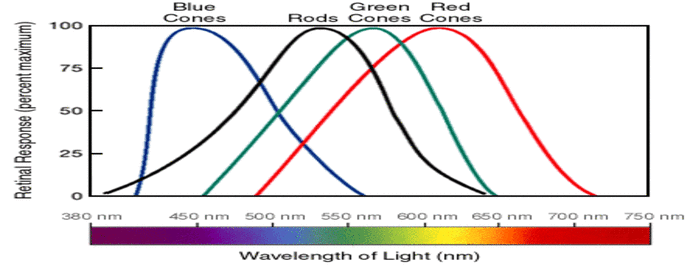 Blue Cones
Rods
Green Cones
Red Cones
Retinal Response (percent maximum)
100
75
50
25
0
380 nm 450 nm 500 nm 550 nm 600 nm 650 nm 700 nm 750 nm
Wavelength of Light (nm)